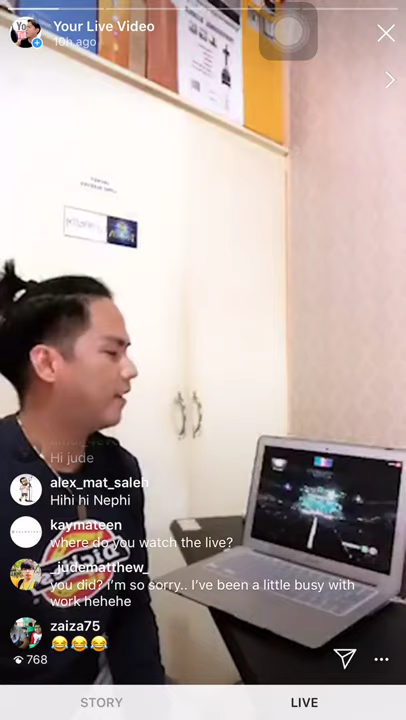 Your Live Video
10h ago
Hi jude
alex_mat_saleh
Hihi hi Nephi
kaymateen
where do you watch the live?
_judematthew_
you did? I'm so sorry.. I've been a little busy with
work hehehe
zaiza75
😂😂😂
768
STORY
LIVE